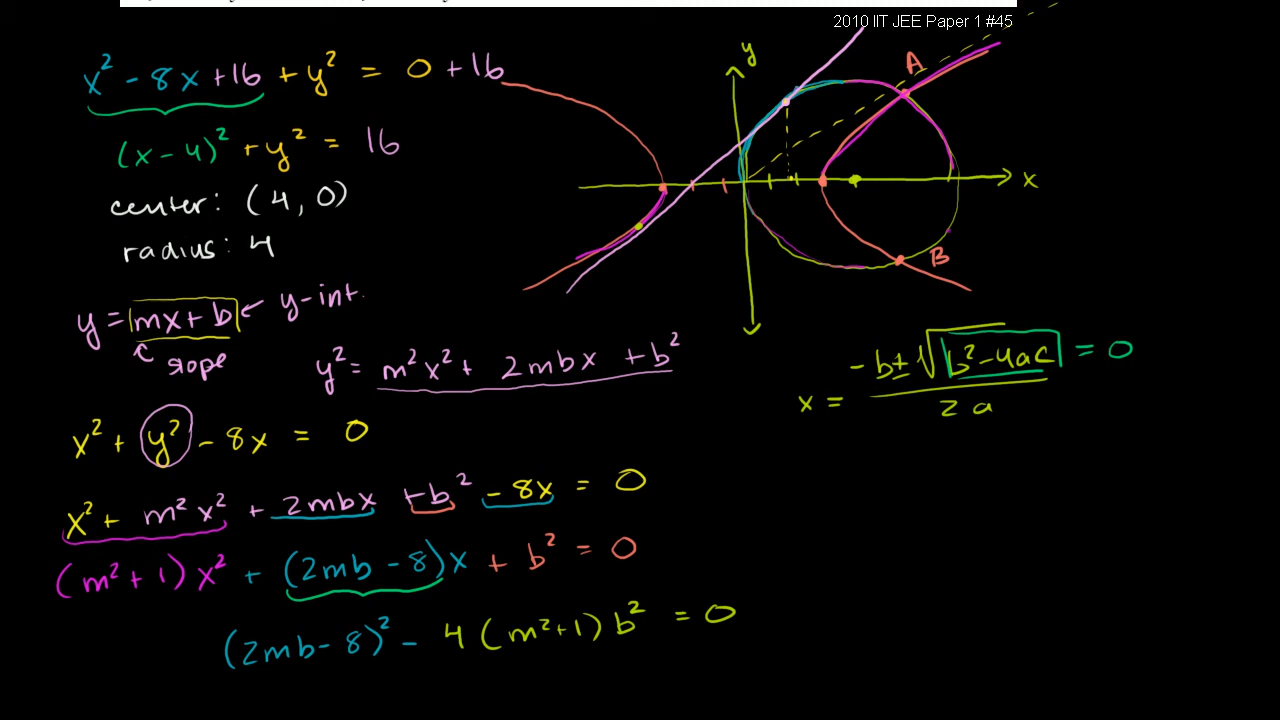 2010 IIT JEE Paper 1 #45
x² - 8x + 16 + y² = 0 + 16
(x - 4)² + y² = 16
center: (4, 0)
radius: 4
y = mx + b ← y-int.
slope
y² = m²x² + 2mbx + b²
x² + y² - 8x = 0
x² + m²x² + 2mbx + b² - 8x = 0
(m² + 1)x² + (2mb - 8)x + b² = 0
(2mb - 8)² - 4(m² + 1)b² = 0
y
A
x
B
x = (-b ± √(b² - 4ac))/(2a) = 0